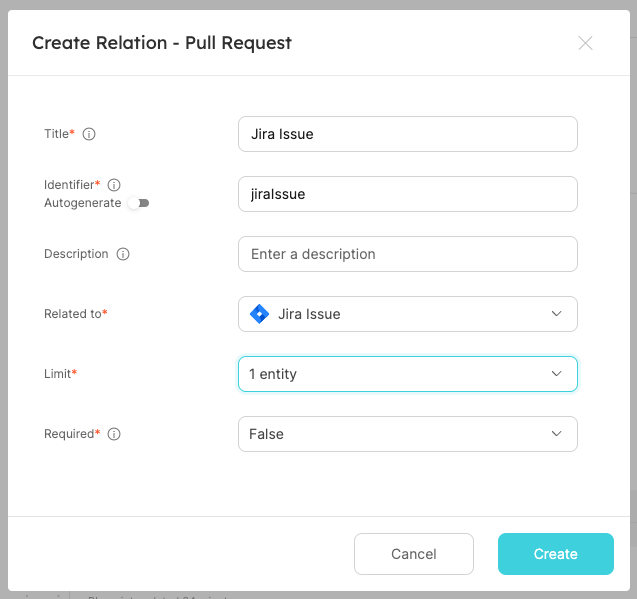 Create Relation - Pull Request
Title*
Jira Issue
Identifier*
Autogenerate
jiraIssue
Description
Enter a description
Related to*
Jira Issue
Limit*
1 entity
Required*
False
Cancel
Create